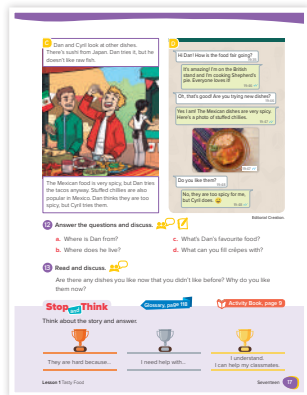 C Dan and Cyril look at other dishes.
There's sushi from Japan. Dan tries it, but he
doesn't like raw fish.
The Mexican food is very spicy, but Dan tries
the tacos anyway. Stuffed chillies are also
popular in Mexico. Dan thinks they are too
spicy, but Cyril tries them.
D
Hi Dan! How is the food fair going?
It's amazing! I'm on the British
stand and I'm cooking Shepherd's
pie. Everyone loves it!
Oh, that's good! Are you trying new dishes?
Yes I am! The Mexican dishes are very spicy.
Here's a photo of stuffed chillies.
Do you like them?
No, they are too spicy for me,
but Cyril does.
Editorial Creation
12 Answer the questions and discuss.
a. Where is Dan from?
b. Where does he live?
c. What's Dan's favourite food?
d. What can you fill crêpes with?
13 Read and discuss.
Are there any dishes you like now that you didn't like before? Why do you like
them now?
Stop and Think
Glossary, page 118
Activity Book, page 9
Think about the story and answer.
They are hard because...
I need help with...
I understand.
I can help my classmates.
Lesson 1 Tasty Food
Seventeen 17